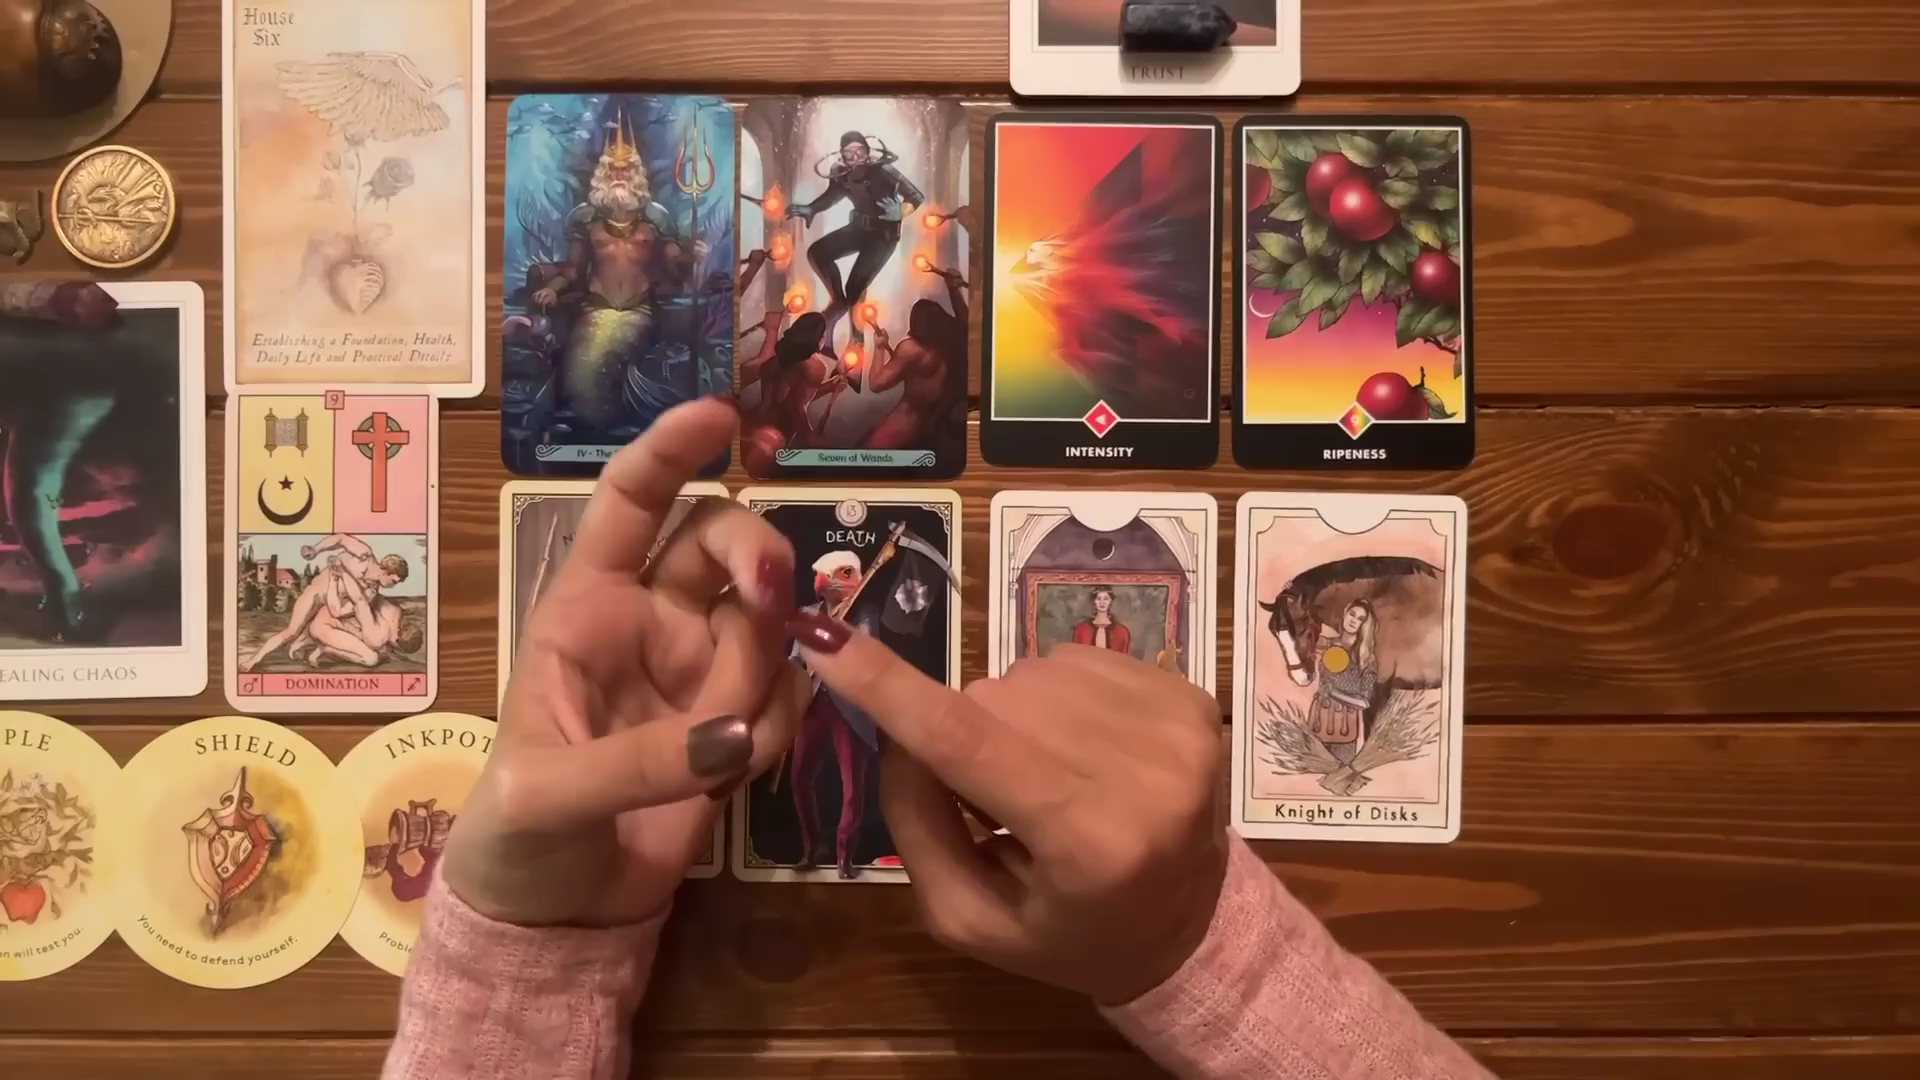 House
Six
Establishing a Foundation, Health,
Daily Life and Practical Details
TRUST
IV - The
Seven of Wands
INTENSITY
RIPENESS
9
DOMINATION
EALING CHAOS
13
DEATH
Knight of Disks
PLE
n will test you.
SHIELD
You need to defend yourself.
INKPOT
Proble